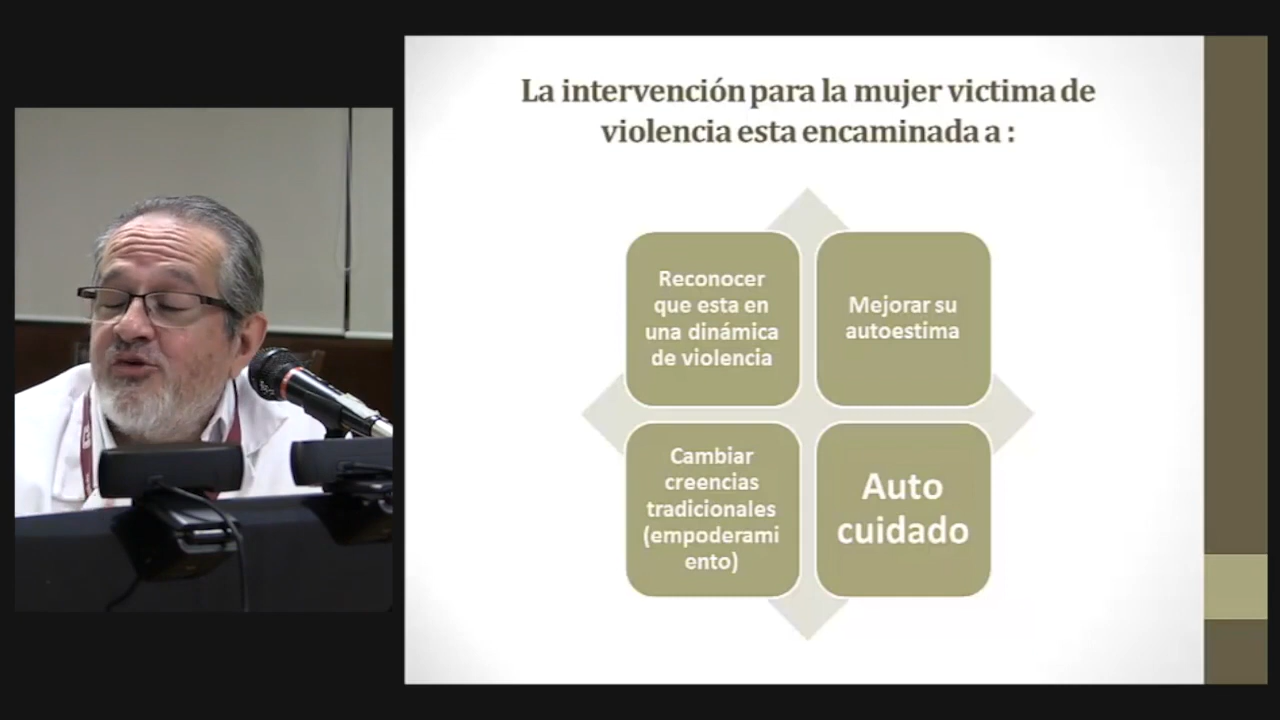 La intervención para la mujer victima de
violencia esta encaminada a :
Reconocer
que esta en
una dinámica
de violencia
Mejorar su
autoestima
Cambiar
creencias
tradicionales
(empoderami
ento)
Auto
cuidado